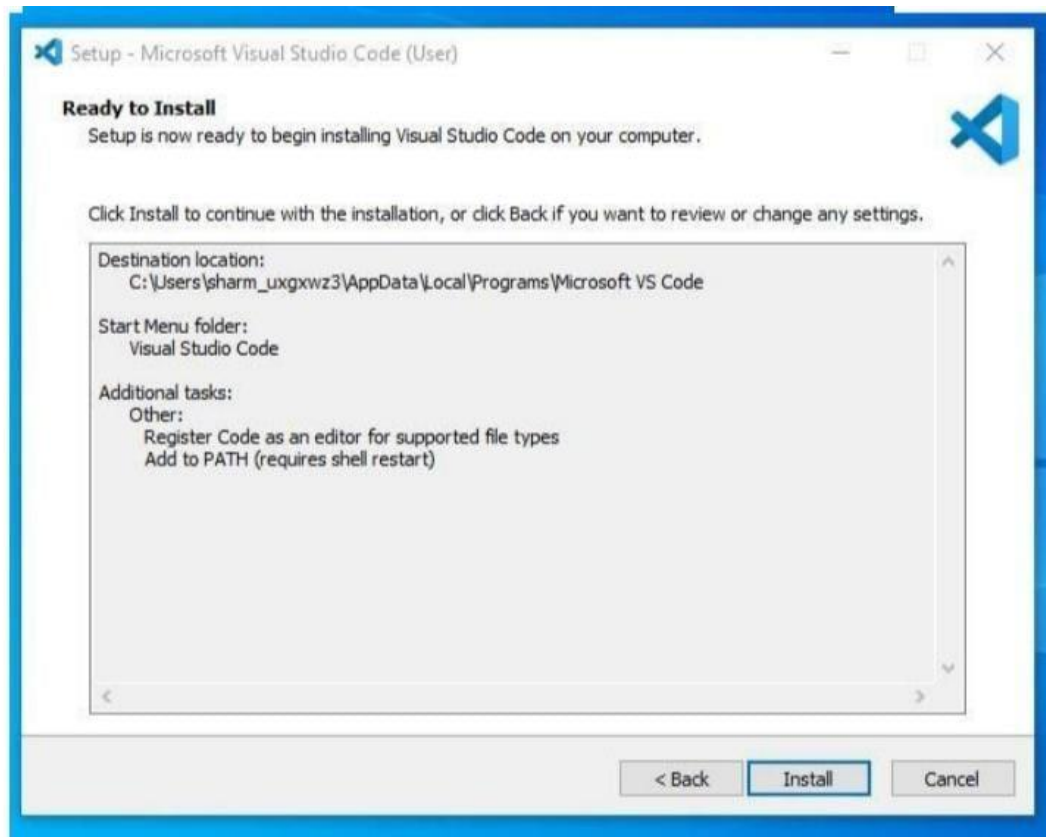 Setup - Microsoft Visual Studio Code (User)
Ready to Install
Setup is now ready to begin installing Visual Studio Code on your computer.
Click Install to continue with the installation, or click Back if you want to review or change any settings.
Destination location:
C:\Users\sharm_uxgxwz3\AppData\Local\Programs\Microsoft VS Code
Start Menu folder:
Visual Studio Code
Additional tasks:
Other:
Register Code as an editor for supported file types
Add to PATH (requires shell restart)
< Back Install Cancel